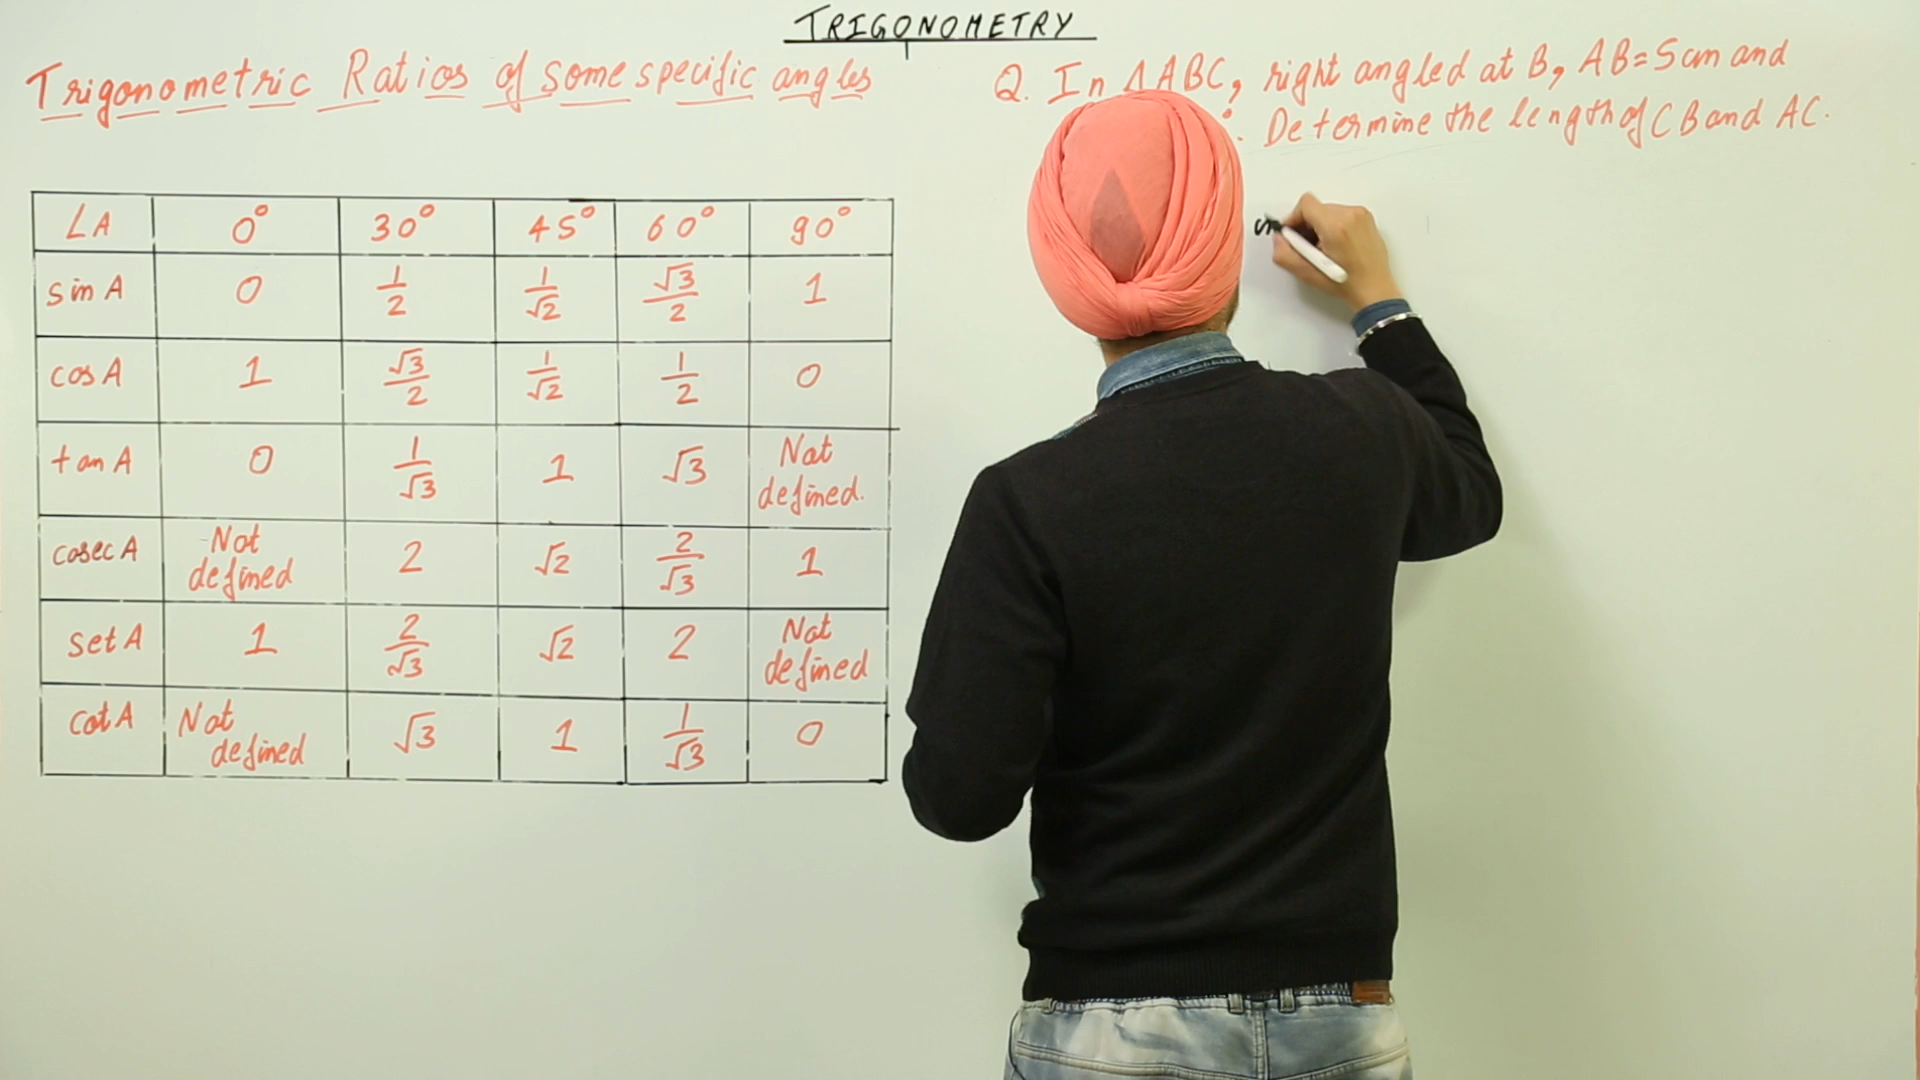 TRIGONOMETRY
Trigonometric Ratios of some specific angles
Q. In ΔABC, right angled at B, AB=5cm and
. Determine the length of CB and AC.
∠A 0° 30° 45° 60° 90°
sin A 0 1/2 1/√2 √3/2 1
cos A 1 √3/2 1/√2 1/2 0
tan A 0 1/√3 1 √3 Not defined.
cosec A Not defined 2 √2 2/√3 1
set A 1 2/√3 √2 2 Not defined
cot A Not defined √3 1 1/√3 0